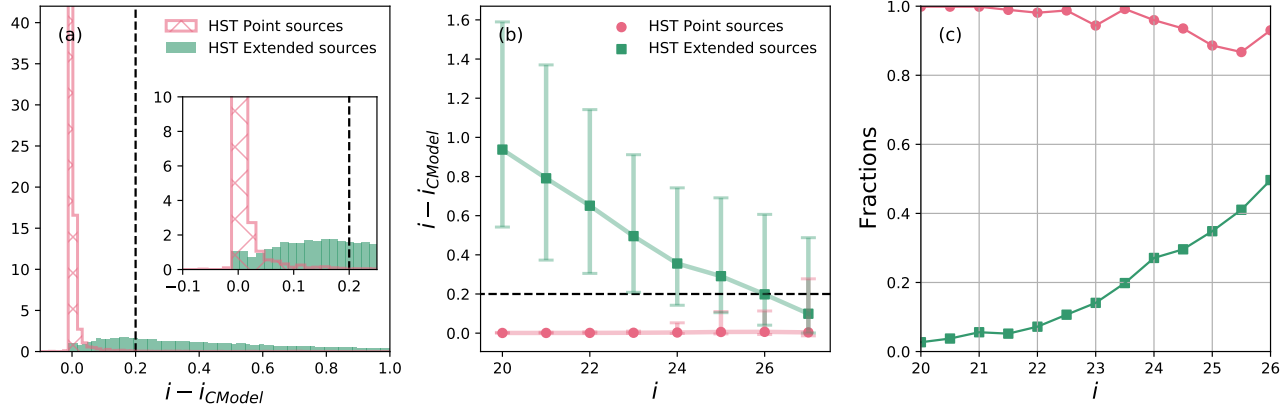 (a)
HST Point sources
HST Extended sources
40
35
30
25
20
15
10
5
0
0.0 0.2 0.4 0.6 0.8 1.0
i − iCModel
10
8
6
4
2
0
−0.1 0.0 0.1 0.2
(b)
HST Point sources
HST Extended sources
1.6
1.4
1.2
1.0
0.8
0.6
0.4
0.2
0.0
i − iCModel
20 22 24 26
i
(c)
1.0
0.8
0.6
0.4
0.2
0.0
Fractions
20 21 22 23 24 25 26
i